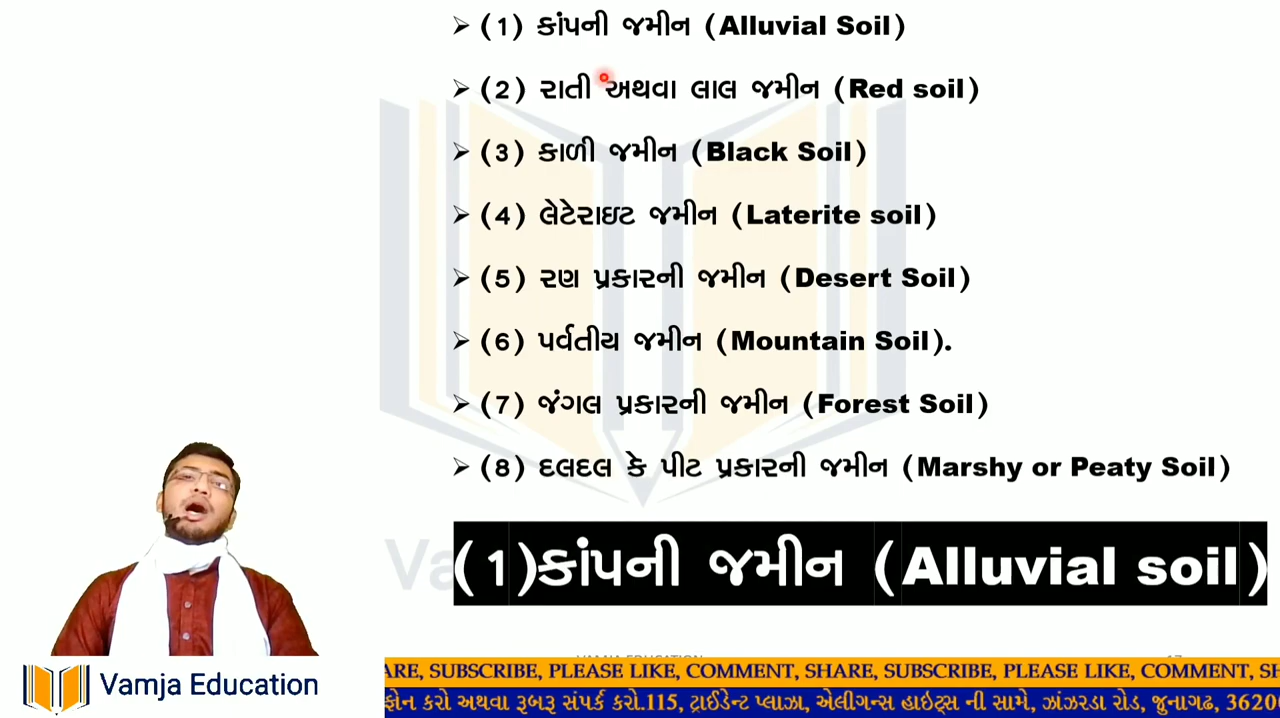 ➢ (1) કાંપની જમીન (Alluvial Soil)
➢ (2) રાતી અથવા લાલ જમીન (Red soil)
➢ (3) કાળી જમીન (Black Soil)
➢ (4) લેટેરાઇટ જમીન (Laterite soil)
➢ (5) રણ પ્રકારની જમીન (Desert Soil)
➢ (6) પર્વતીય જમીન (Mountain Soil).
➢ (7) જંગલ પ્રકારની જમીન (Forest Soil)
➢ (8) દલદલ કે પીટ પ્રકારની જમીન (Marshy or Peaty Soil)
(1)કાંપની જમીન (Alluvial soil)
Vamja Education
SHARE, SUBSCRIBE, PLEASE LIKE, COMMENT, SHARE, SUBSCRIBE, PLEASE LIKE, COMMENT,
કરો અથવા રૂબરૂ સંપર્ક કરો.115, ટ્રાઈડેન્ટ પ્લાઝા, એલીગન્સ હાઇટ્સ ની સામે, ઝાંઝરડા રોડ, જુનાગઢ,